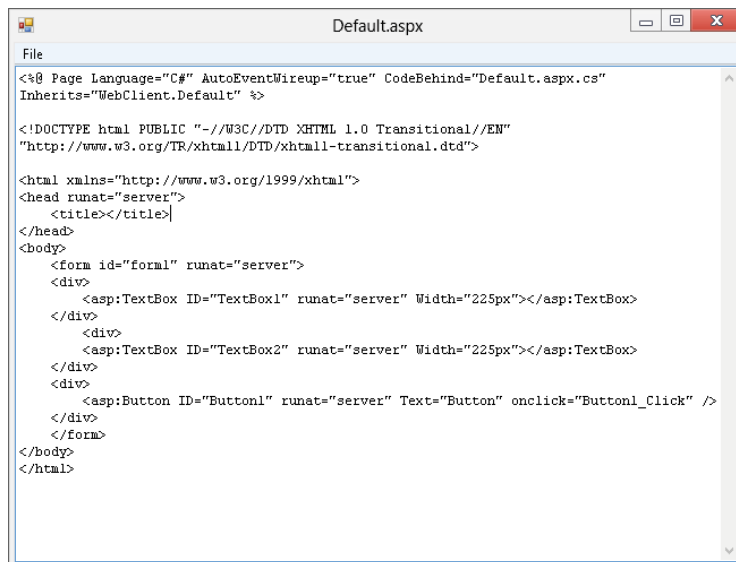 Default.aspx
File
<%@ Page Language="C#" AutoEventWireup="true" CodeBehind="Default.aspx.cs"
Inherits="WebClient.Default" %>
<!DOCTYPE html PUBLIC "-//W3C//DTD XHTML 1.0 Transitional//EN"
"http://www.w3.org/TR/xhtml1/DTD/xhtml1-transitional.dtd">
<html xmlns="http://www.w3.org/1999/xhtml">
<head runat="server">
    <title></title>
</head>
<body>
    <form id="form1" runat="server">
    <div>
        <asp:TextBox ID="TextBox1" runat="server" Width="225px"></asp:TextBox>
    </div>
        <div>
        <asp:TextBox ID="TextBox2" runat="server" Width="225px"></asp:TextBox>
    </div>
    <div>
        <asp:Button ID="Button1" runat="server" Text="Button" onclick="Button1_Click" />
    </div>
    </form>
</body>
</html>